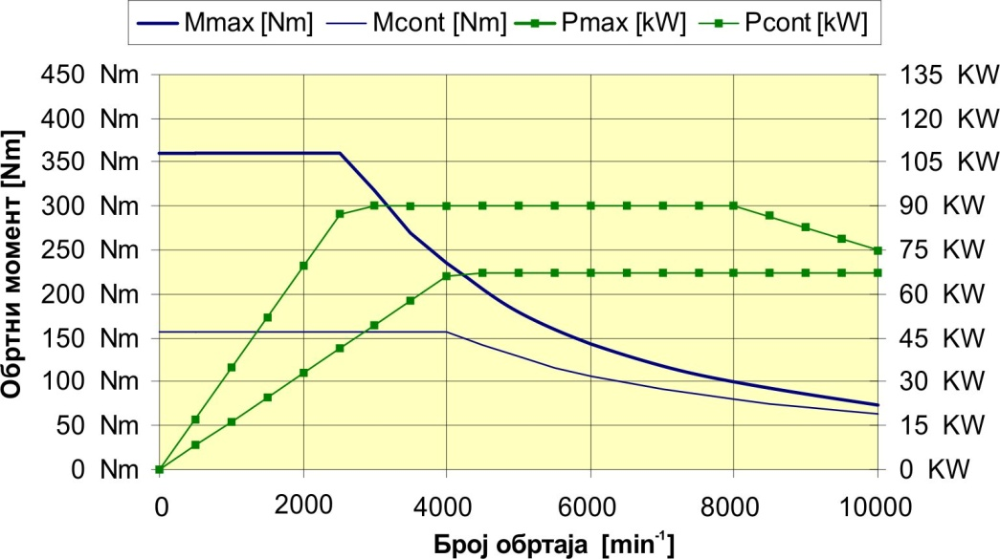 Mmax [Nm] Mcont [Nm] Pmax [kW] Pcont [kW]
450 Nm 135 KW
400 Nm 120 KW
350 Nm 105 KW
300 Nm 90 KW
250 Nm 75 KW
200 Nm 60 KW
150 Nm 45 KW
100 Nm 30 KW
50 Nm 15 KW
0 Nm 0 KW
Обртни момент [Nm]
0 2000 4000 6000 8000 10000
Број обртаја [min⁻¹]